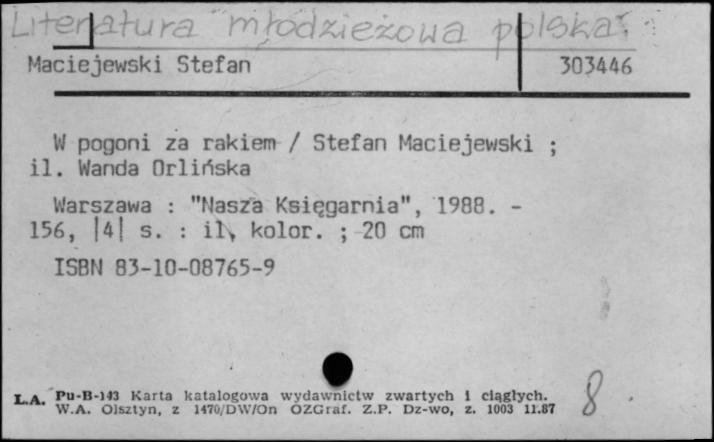 Literatura młodzieżowa polska
Maciejewski Stefan 303446
W pogoni za rakiem / Stefan Maciejewski ;
il. Wanda Orlińska
Warszawa : "Nasza Księgarnia", 1988. -
156, |4| s. : il, kolor. ; 20 cm
ISBN 83-10-08765-9
L.A. Pu-B-143 Karta katalogowa wydawnictw zwartych i ciągłych.
W.A. Olsztyn, z 1470/DW/On OZGraf. Z.P. Dz-wo, z. 1003 11.87
8.